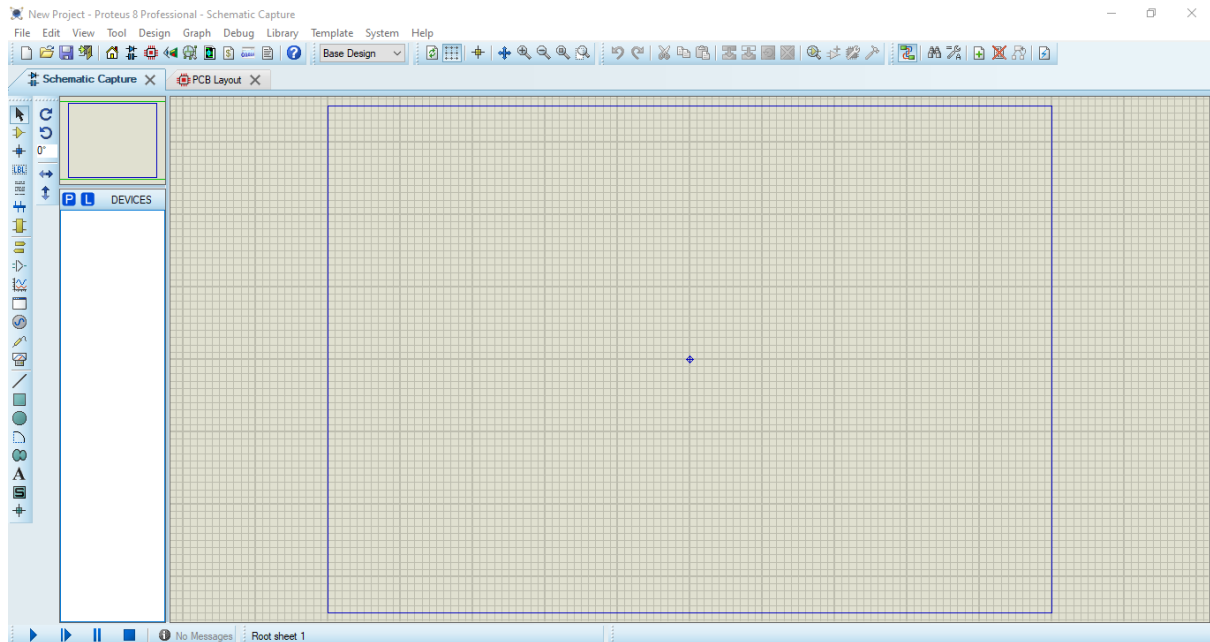 New Project - Proteus 8 Professional - Schematic Capture
File Edit View Tool Design Graph Debug Library Template System Help
Base Design
Schematic Capture
PCB Layout
0°
LBL
P L DEVICES
A
S
No Messages
Root sheet 1